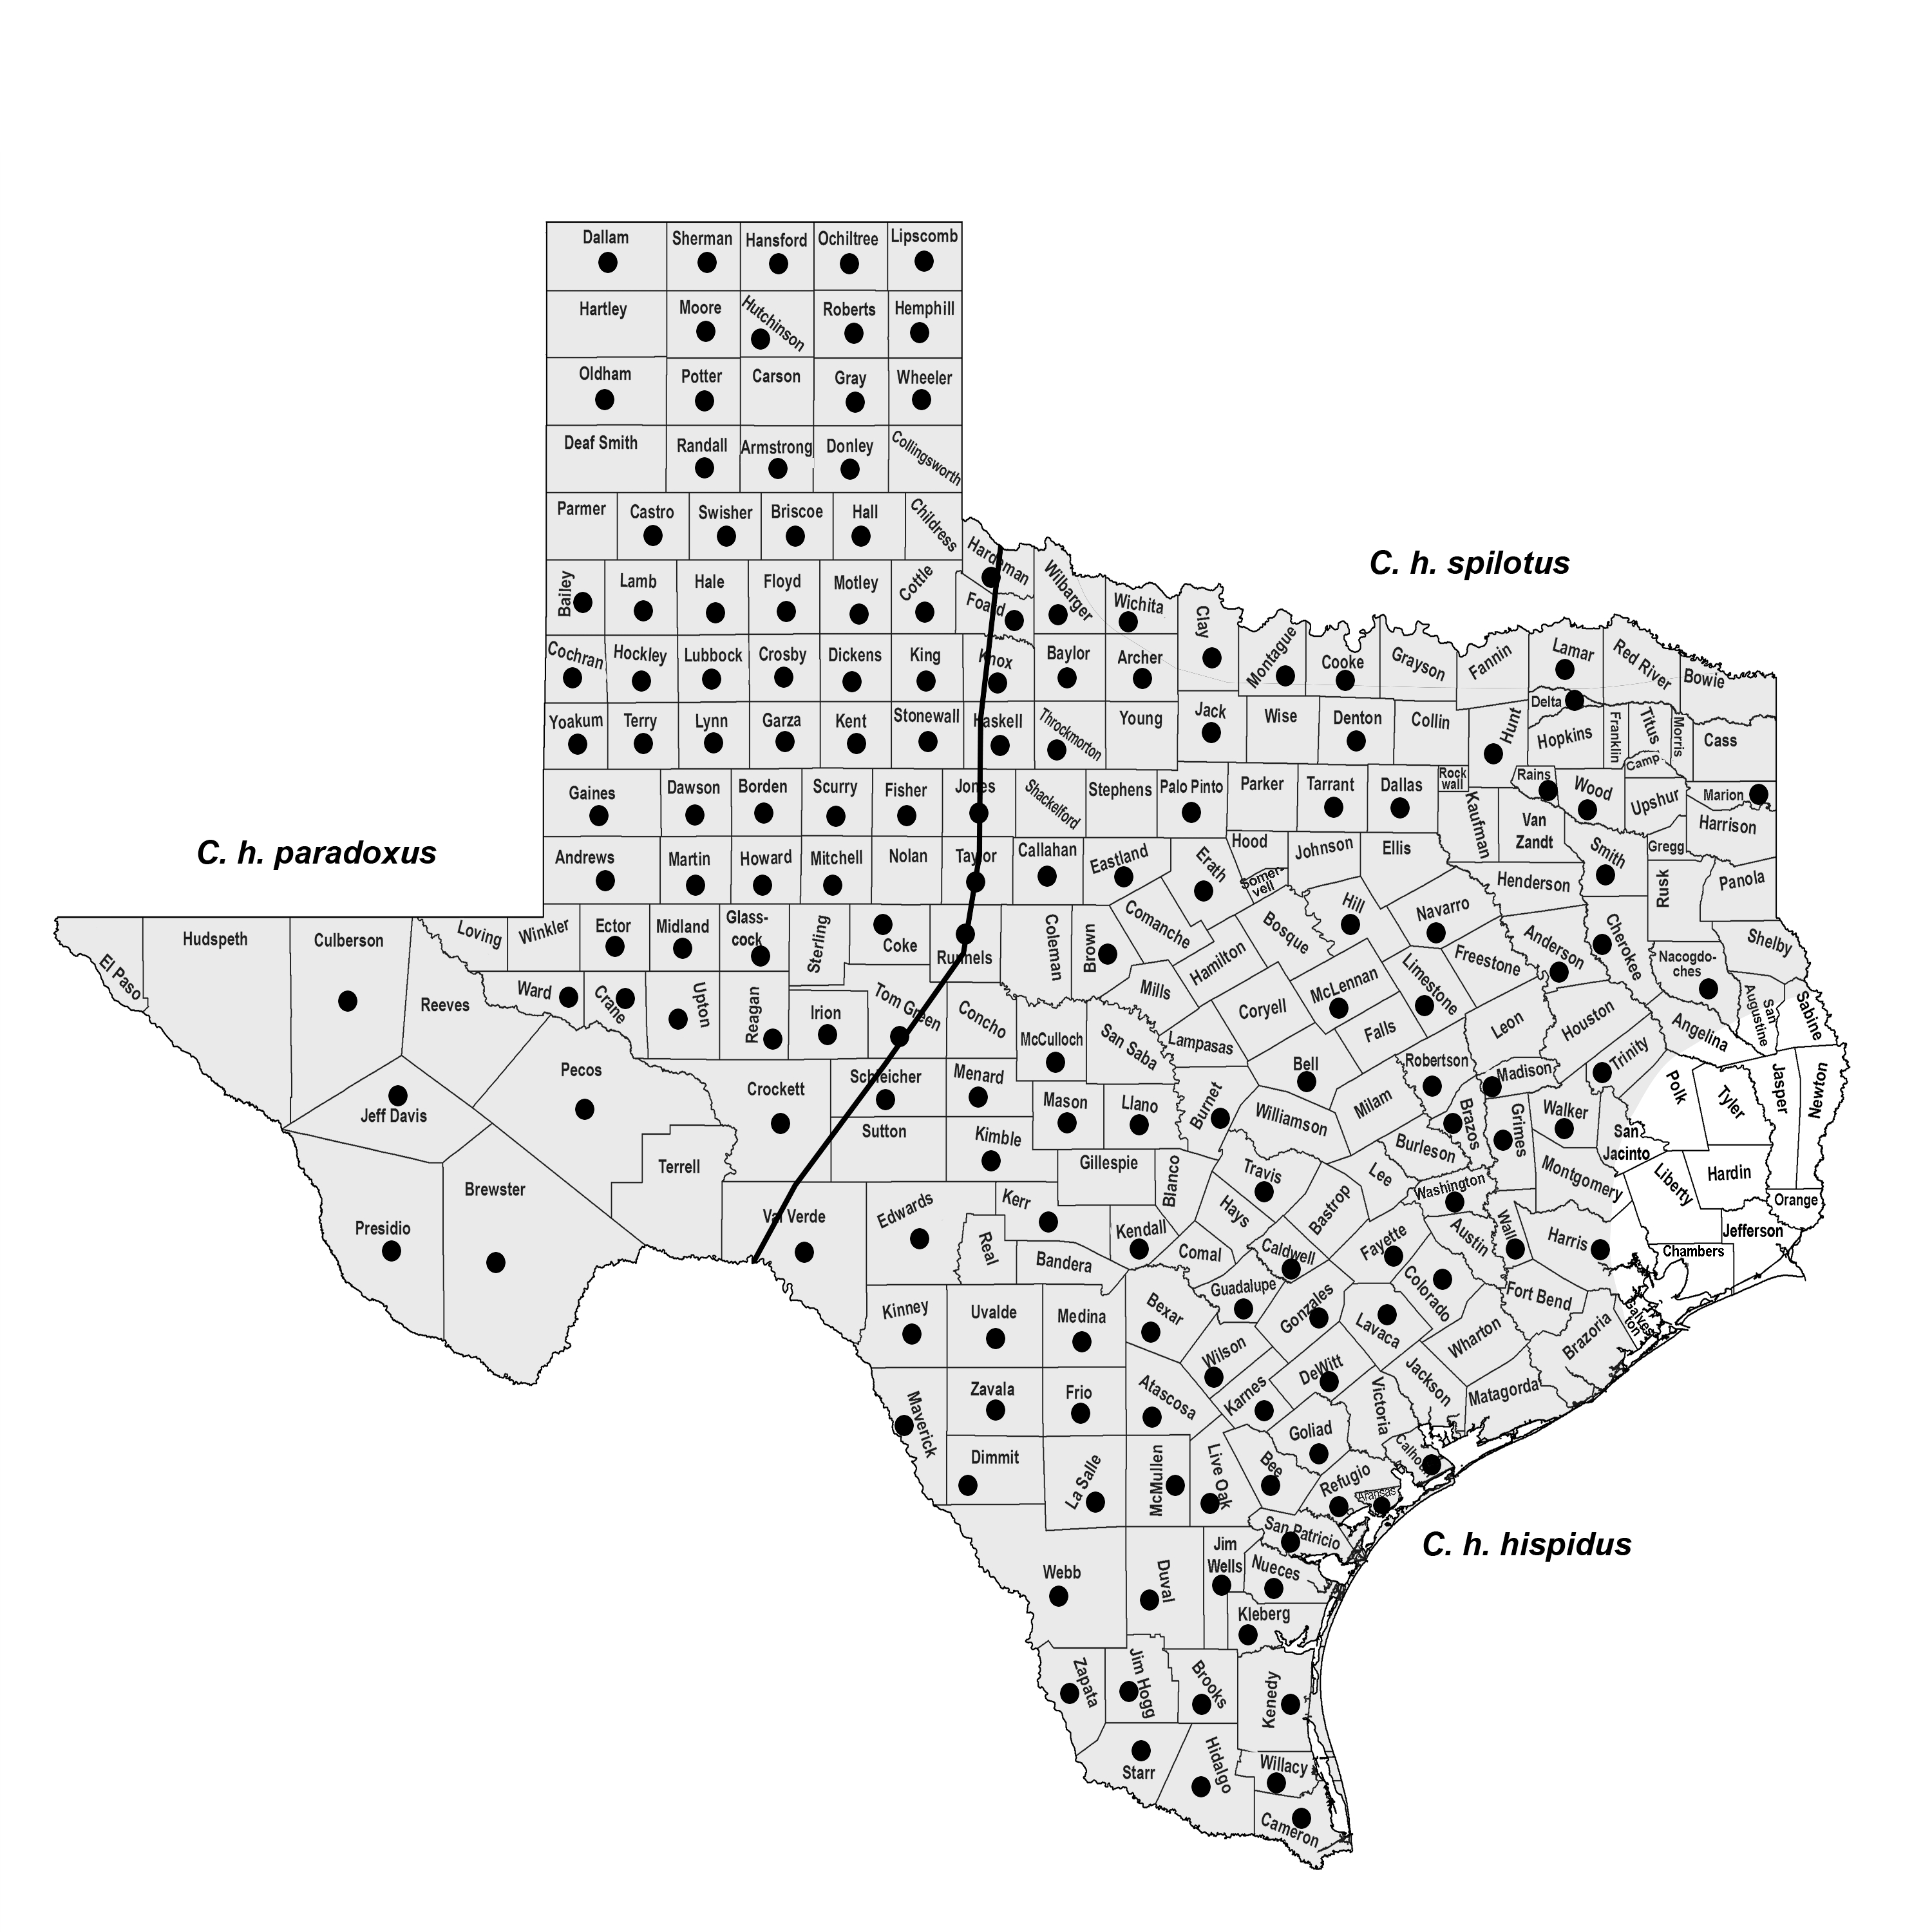 Dallam Sherman Hansford Ochiltree Lipscomb
Hartley Moore Hutchinson Roberts Hemphill
Oldham Potter Carson Gray Wheeler
Deaf Smith Randall Armstrong Donley Collingsworth
Parmer Castro Swisher Briscoe Hall Childress
Hardeman
C. h. spilotus
Bailey Lamb Hale Floyd Motley Cottle Foard Wilbarger Wichita Clay
Montague Cooke Grayson Fannin Lamar Red River Bowie
Cochran Hockley Lubbock Crosby Dickens King Knox Baylor Archer
Yoakum Terry Lynn Garza Kent Stonewall Haskell Throckmorton Young Jack Wise Denton Collin Hunt Delta Hopkins Franklin Titus Morris Cass
Camp
Gaines Dawson Borden Scurry Fisher Jones Shackelford Stephens Palo Pinto Parker Tarrant Dallas Rock
wall Kaufman Rains Wood Upshur Marion
Van
Zandt Harrison
C. h. paradoxus
Andrews Martin Howard Mitchell Nolan Taylor Callahan Eastland Erath Hood Johnson Ellis Smith Gregg
Somer-
vell Henderson Rusk Panola
El Paso Hudspeth Culberson Loving Winkler Ector Midland Glass-
cock Sterling Coke Runnels Coleman Brown Comanche Hamilton Bosque Hill Navarro Anderson Cherokee Shelby
Nacogdo-
ches
Reeves Ward Crane Upton Reagan Irion Tom Green Concho Mills McLennan Limestone Freestone
San
Augustine Sabine
McCulloch San Saba Lampasas Coryell Falls Leon Houston Angelina
Pecos Crockett Schleicher Menard Bell Robertson Madison Trinity Polk Tyler Jasper Newton
Jeff Davis Mason Llano Burnet Williamson Milam Brazos Grimes Walker
San
Jacinto
Terrell Sutton Kimble Gillespie Blanco Travis Burleson Lee Washington Montgomery Liberty Hardin Orange
Brewster Presidio Val Verde Edwards Kerr Kendall Hays Bastrop Austin Harris Jefferson
Real Bandera Comal Caldwell Fayette Chambers
Colorado Fort Bend
Guadalupe Gonzales Lavaca
Galves-
ton
Kinney Uvalde Medina Bexar Wilson Wharton Brazoria
Maverick Zavala Frio Atascosa Karnes DeWitt Victoria Jackson Matagorda
Dimmit La Salle McMullen Live Oak Bee Goliad Refugio Calhoun
Aransas
San Patricio
C. h. hispidus
Webb Duval Jim
Wells Nueces
Kleberg
Zapata Jim Hogg Brooks Kenedy
Starr Hidalgo Willacy
Cameron